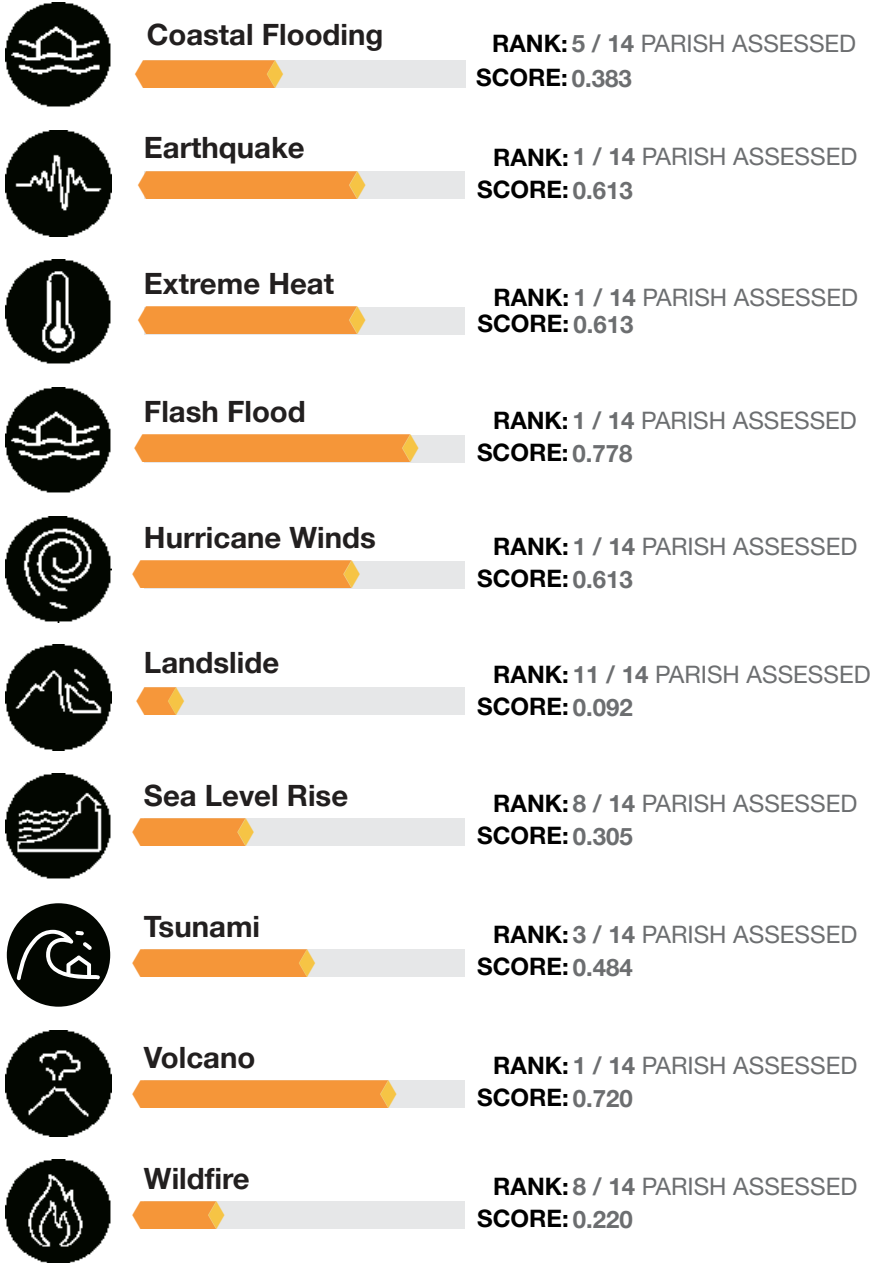 Coastal Flooding
RANK: 5 / 14 PARISH ASSESSED
SCORE: 0.383
Earthquake
RANK: 1 / 14 PARISH ASSESSED
SCORE: 0.613
Extreme Heat
RANK: 1 / 14 PARISH ASSESSED
SCORE: 0.613
Flash Flood
RANK: 1 / 14 PARISH ASSESSED
SCORE: 0.778
Hurricane Winds
RANK: 1 / 14 PARISH ASSESSED
SCORE: 0.613
Landslide
RANK: 11 / 14 PARISH ASSESSED
SCORE: 0.092
Sea Level Rise
RANK: 8 / 14 PARISH ASSESSED
SCORE: 0.305
Tsunami
RANK: 3 / 14 PARISH ASSESSED
SCORE: 0.484
Volcano
RANK: 1 / 14 PARISH ASSESSED
SCORE: 0.720
Wildfire
RANK: 8 / 14 PARISH ASSESSED
SCORE: 0.220